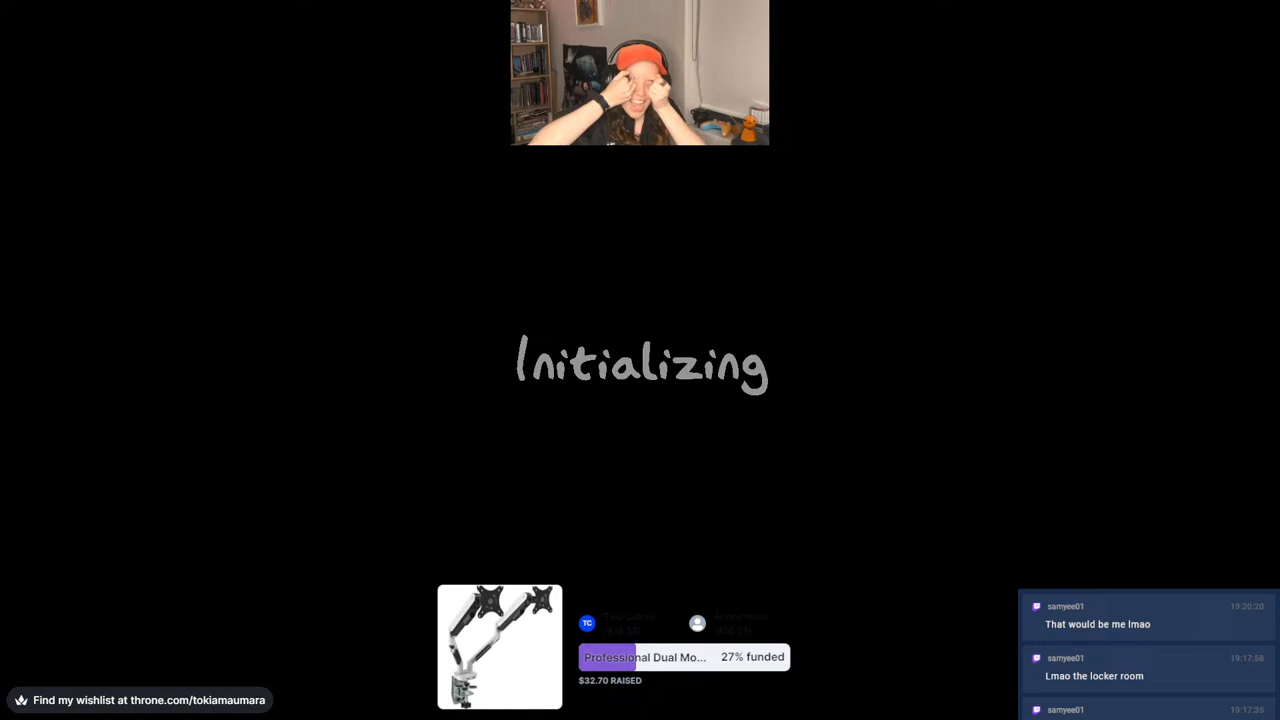 Initializing
Professional Dual Mo... 27% funded
$32.70 RAISED
TC
Find my wishlist at throne.com/tokiamaumara
samyee01 19:20:20
That would be me lmao
samyee01 19:17:58
Lmao the locker room
samyee01 19:17:35